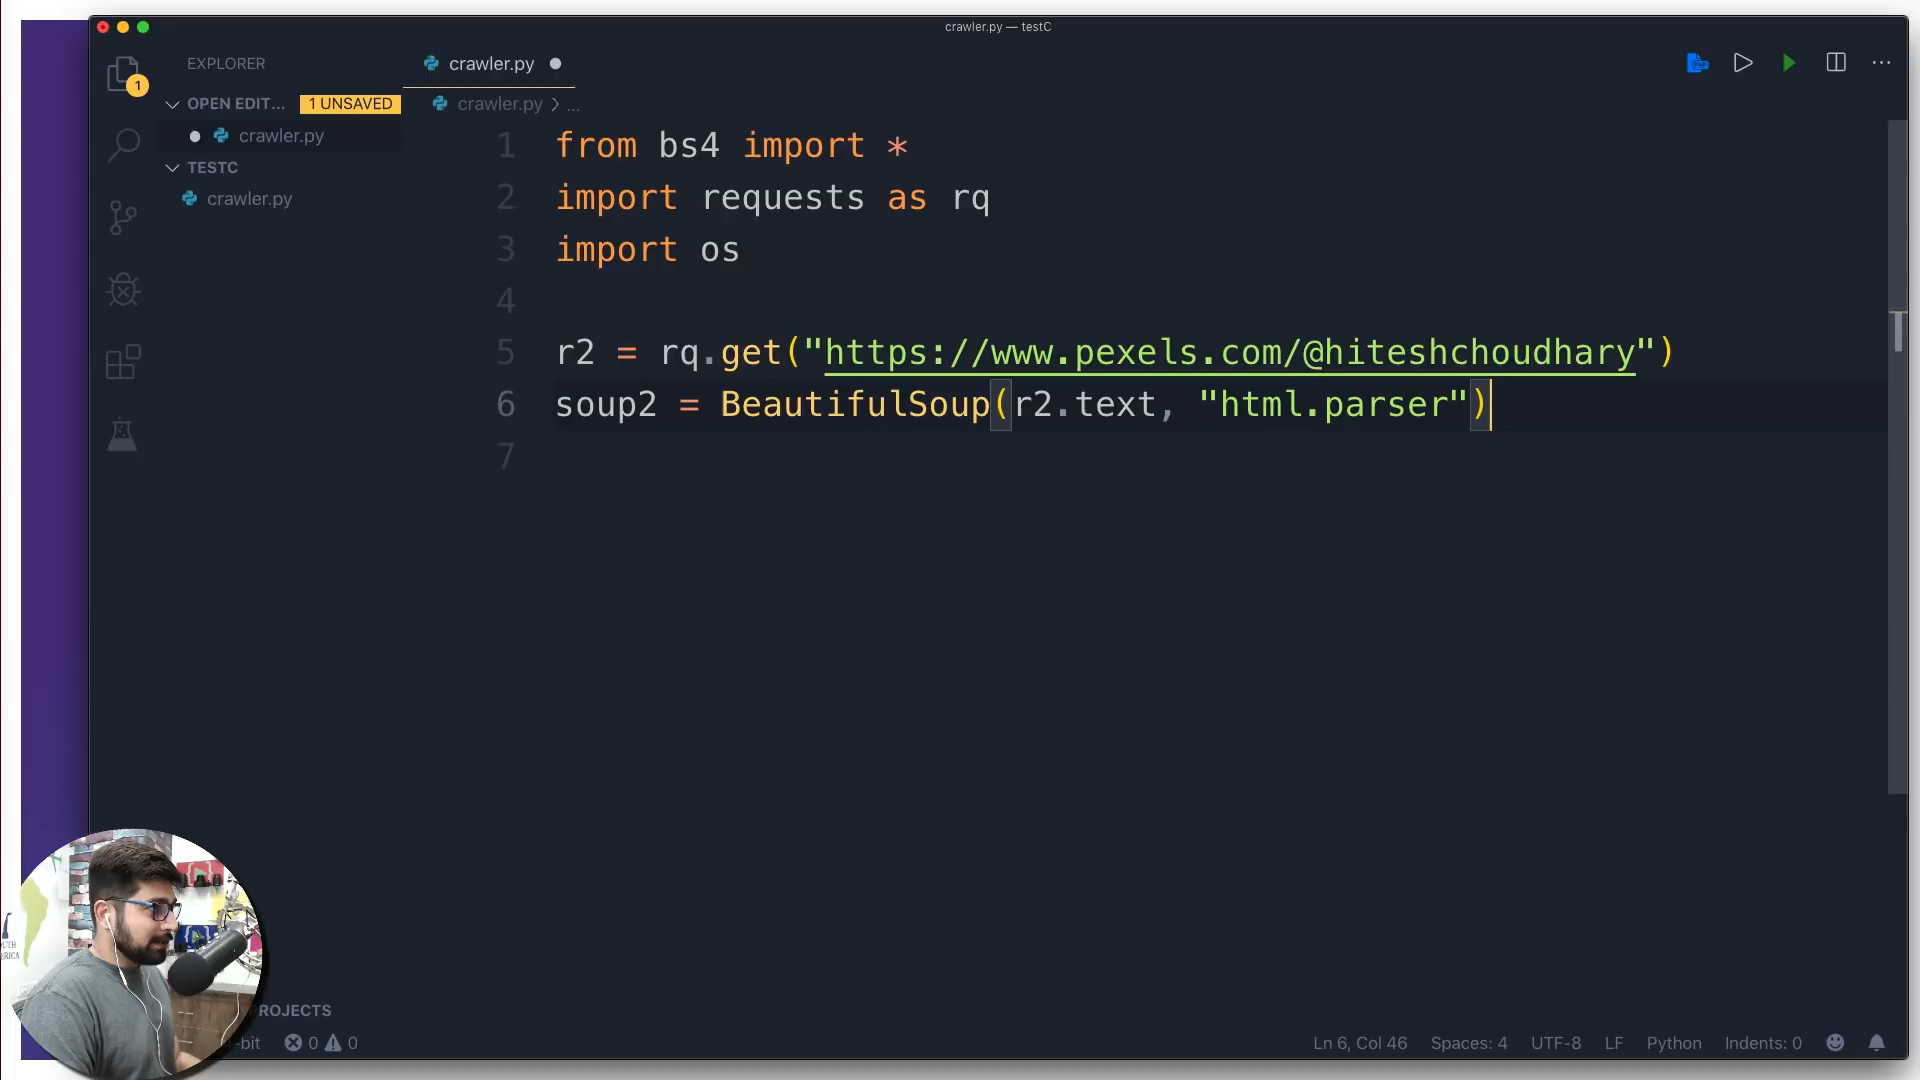 crawler.py — testC
EXPLORER
OPEN EDIT... 1 UNSAVED
crawler.py
TESTC
crawler.py
1
crawler.py
crawler.py > ...
1 from bs4 import *
2 import requests as rq
3 import os
4
5 r2 = rq.get("https://www.pexels.com/@hiteshchoudhary")
6 soup2 = BeautifulSoup(r2.text, "html.parser")
7
ROJECTS
-bit 0 0
Ln 6, Col 46 Spaces: 4 UTF-8 LF Python Indents: 0